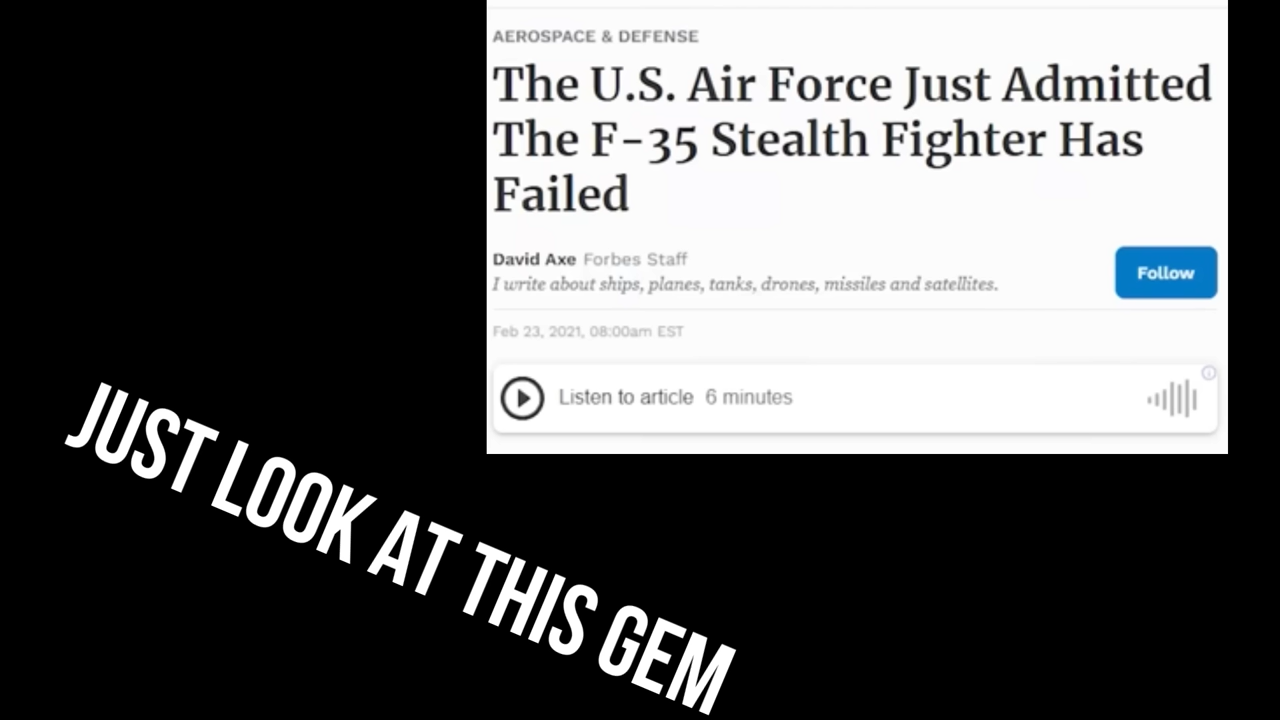 AEROSPACE & DEFENSE
The U.S. Air Force Just Admitted
The F-35 Stealth Fighter Has
Failed
David Axe Forbes Staff
I write about ships, planes, tanks, drones, missiles and satellites.
Follow
Feb 23, 2021, 08:00am EST
Listen to article 6 minutes
JUST LOOK AT THIS GEM